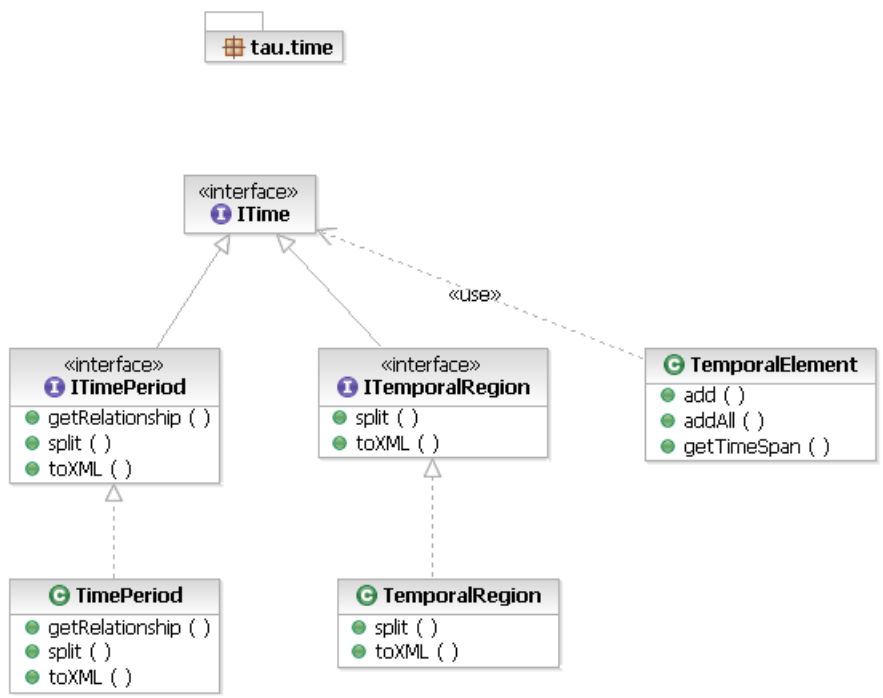 tau.time
«interface»
ITime
«use»
«interface»
ITimePeriod
getRelationship ( )
split ( )
toXML ( )
«interface»
ITemporalRegion
split ( )
toXML ( )
TemporalElement
add ( )
addAll ( )
getTimeSpan ( )
TimePeriod
getRelationship ( )
split ( )
toXML ( )
TemporalRegion
split ( )
toXML ( )